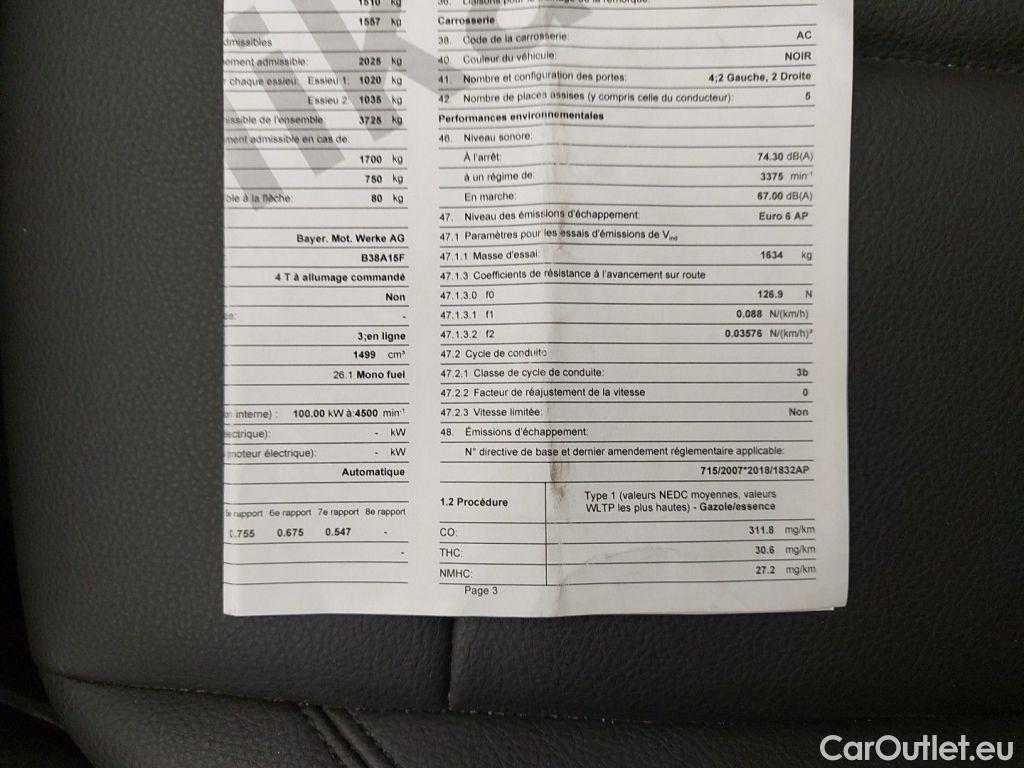 1510 kg
1557 kg
dmissibles
ement admissible: 2025 kg
chaque essieu: Essieu 1: 1020 kg
Essieu 2: 1035 kg
issible de l'ensemble: 3725 kg
ment admissible en cas de:
1700 kg
750 kg
ble à la flèche: 80 kg
Bayer. Mot. Werke AG
B38A15F
4 T à allumage commandé
Non
-
3;en ligne
1499 cm³
26.1 Mono fuel
interne) : 100.00 kW à:4500 min⁻¹
lectrique): - kW
(moteur électrique): - kW
Automatique
5e rapport 6e rapport 7e rapport 8e rapport
0.755 0.675 0.547 -
-
Carrosserie
38. Code de la carrosserie: AC
40. Couleur du véhicule: NOIR
41. Nombre et configuration des portes: 4;2 Gauche, 2 Droite
42. Nombre de places assises (y compris celle du conducteur): 5
Performances environnementales
46. Niveau sonore:
À l'arrêt: 74.30 dB(A)
à un régime de: 3375 min⁻¹
En marche: 67.00 dB(A)
47. Niveau des émissions d'échappement: Euro 6 AP
47.1 Paramètres pour les essais d'émissions de Vind
47.1.1 Masse d'essai: 1634 kg
47.1.3 Coefficients de résistance à l'avancement sur route
47.1.3.0 f0 126.9 N
47.1.3.1 f1 0.088 N/(km/h)
47.1.3.2 f2 0.03576 N/(km/h)²
47.2 Cycle de conduite
47.2.1 Classe de cycle de conduite: 3b
47.2.2 Facteur de réajustement de la vitesse 0
47.2.3 Vitesse limitée: Non
48. Émissions d'échappement:
N° directive de base et dernier amendement réglementaire applicable:
715/2007*2018/1832AP
1.2 Procédure Type 1 (valeurs NEDC moyennes, valeurs
WLTP les plus hautes) - Gazole/essence
CO: 311.8 mg/km
THC: 30.6 mg/km
NMHC: 27.2 mg/km
Page 3
CarOutlet.eu